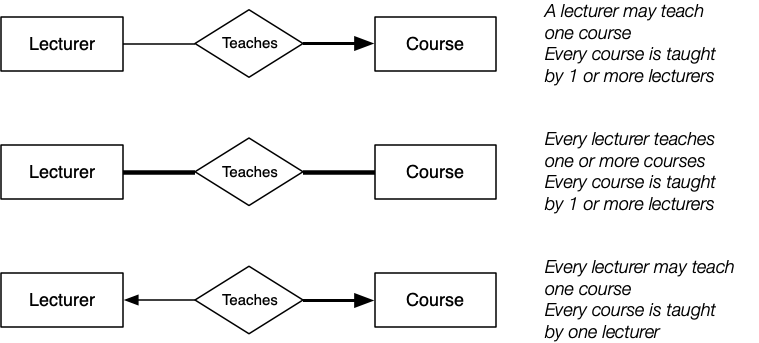 Lecturer
Teaches
Course
A lecturer may teach
one course
Every course is taught
by 1 or more lecturers
Lecturer
Teaches
Course
Every lecturer teaches
one or more courses
Every course is taught
by 1 or more lecturers
Lecturer
Teaches
Course
Every lecturer may teach
one course
Every course is taught
by one lecturer